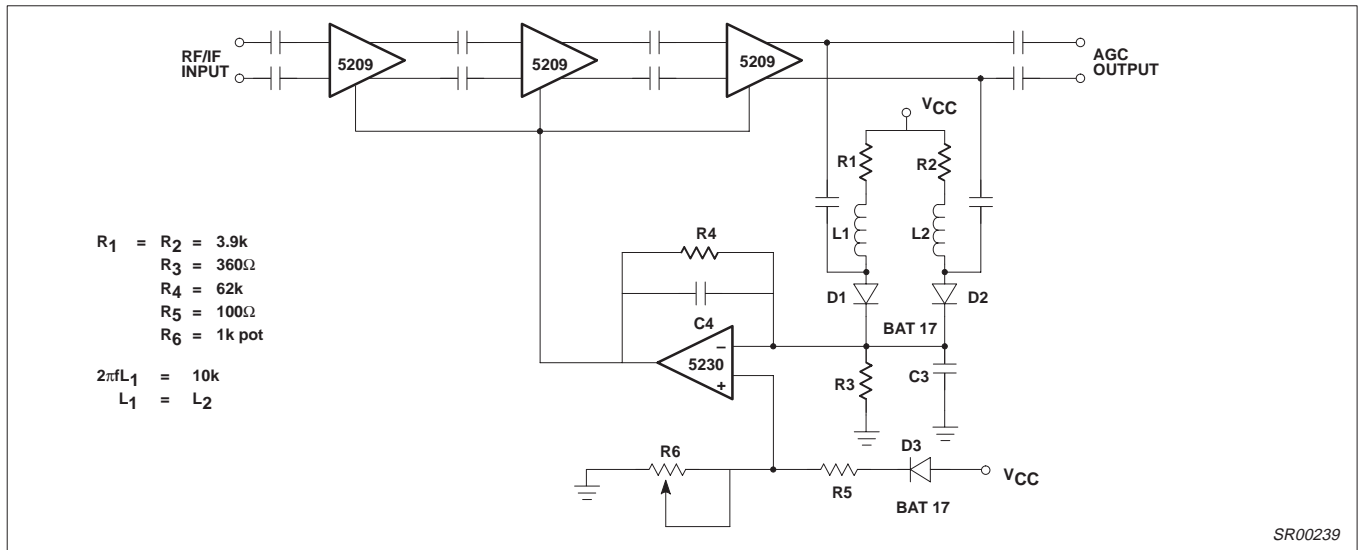 RF/IF
INPUT
5209
5209
5209
AGC
OUTPUT
VCC
R1
R2
L1
L2
R4
C4
D1
D2
BAT 17
5230
−
+
R3
C3
R1 = R2 = 3.9k
R3 = 360Ω
R4 = 62k
R5 = 100Ω
R6 = 1k pot
2πfL1 = 10k
L1 = L2
R6
R5
D3
BAT 17
VCC
SR00239